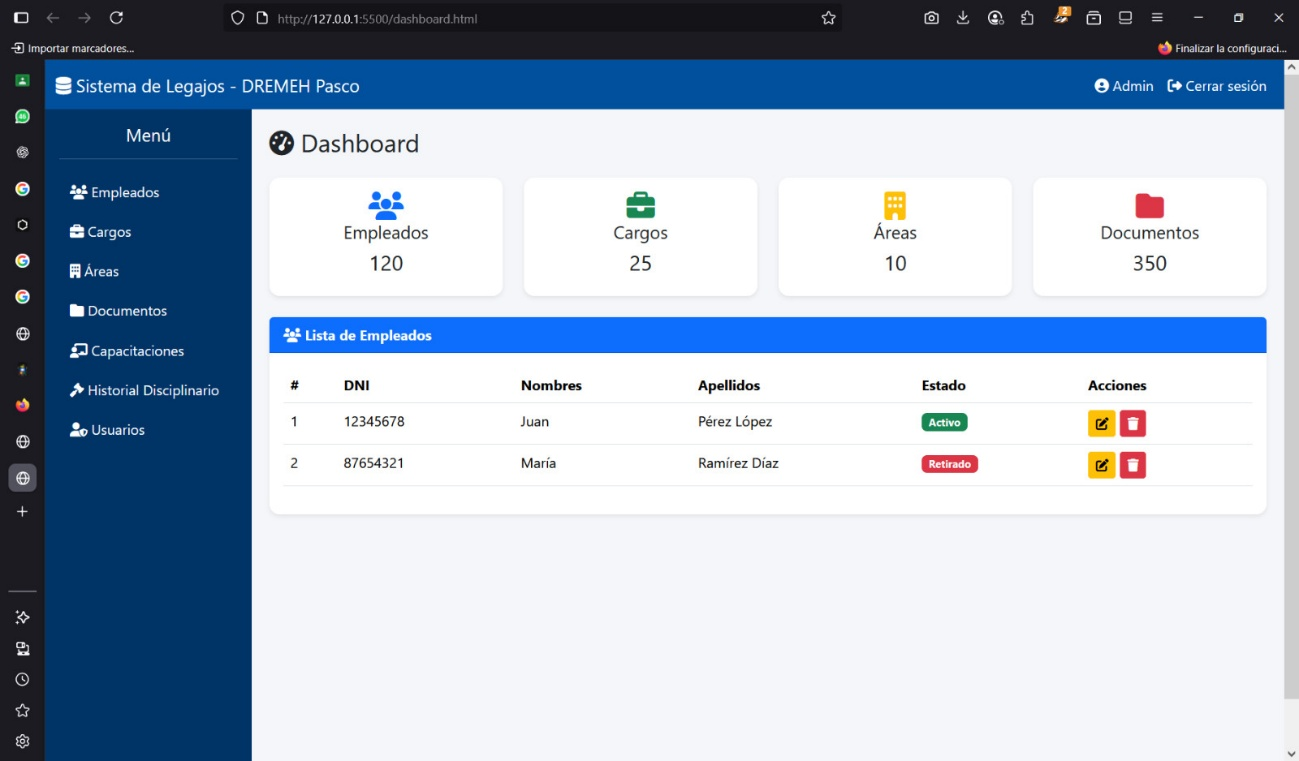 http://127.0.0.1:5500/dashboard.html
2
Importar marcadores...
Finalizar la configuraci...
Sistema de Legajos - DREMEH Pasco
Admin
Cerrar sesión
Menú
Empleados
Cargos
Áreas
Documentos
Capacitaciones
Historial Disciplinario
Usuarios
Dashboard
Empleados
120
Cargos
25
Áreas
10
Documentos
350
Lista de Empleados
# DNI Nombres Apellidos Estado Acciones
1 12345678 Juan Pérez López Activo
2 87654321 María Ramírez Díaz Retirado